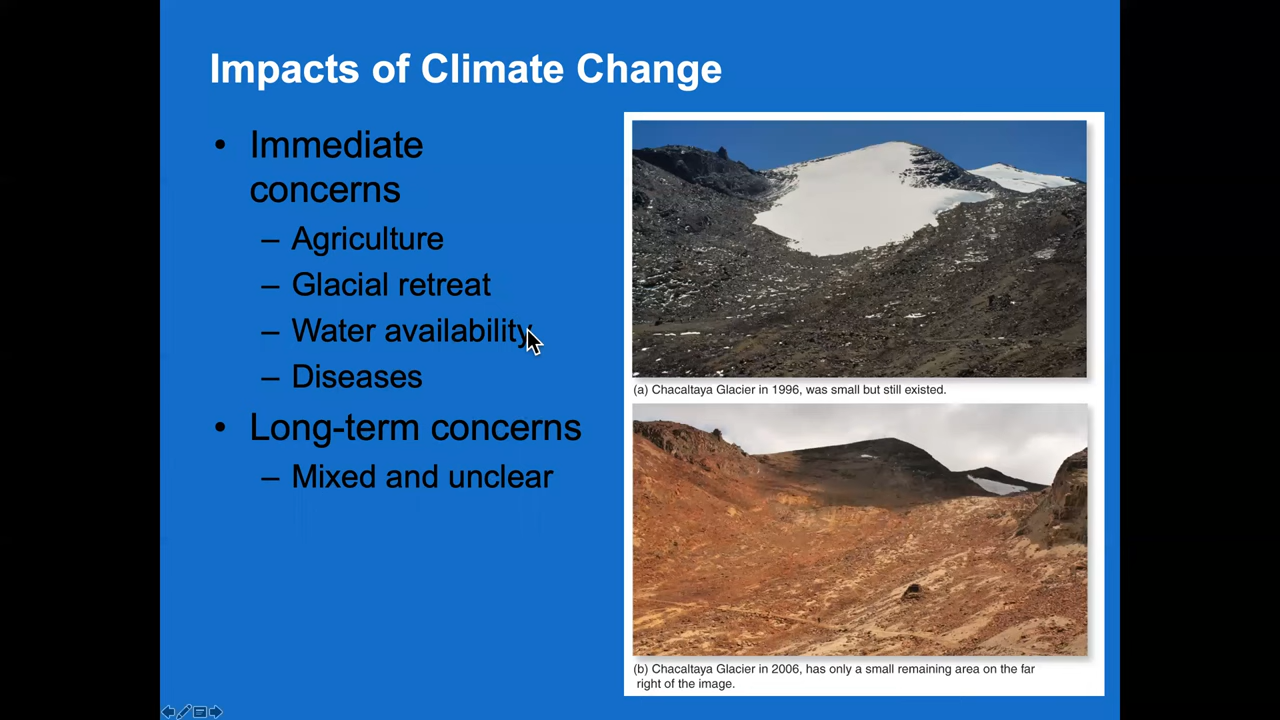 Impacts of Climate Change
• Immediate
concerns
– Agriculture
– Glacial retreat
– Water availability
– Diseases
• Long-term concerns
– Mixed and unclear
(a) Chacaltaya Glacier in 1996, was small but still existed.
(b) Chacaltaya Glacier in 2006, has only a small remaining area on the far
right of the image.